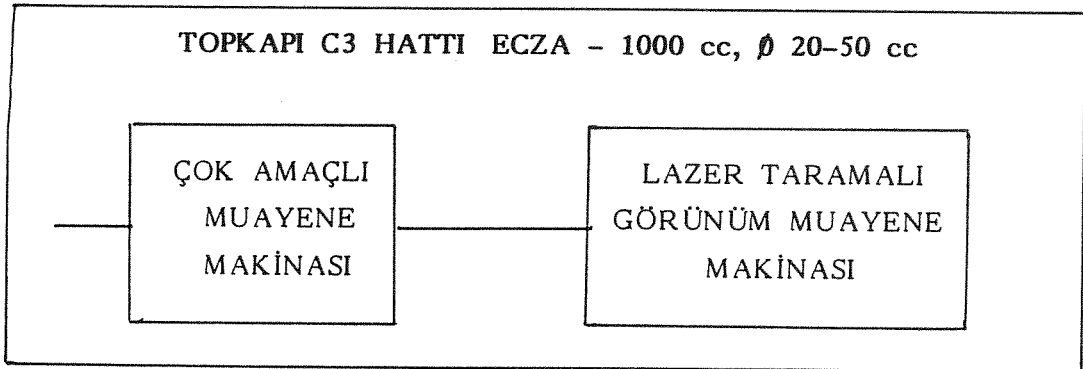 TOPKAPI C3 HATTI ECZA - 1000 cc, Ø 20-50 cc
ÇOK AMAÇLI
MUAYENE
MAKİNASI
LAZER TARAMALI
GÖRÜNÜM MUAYENE
MAKİNASI